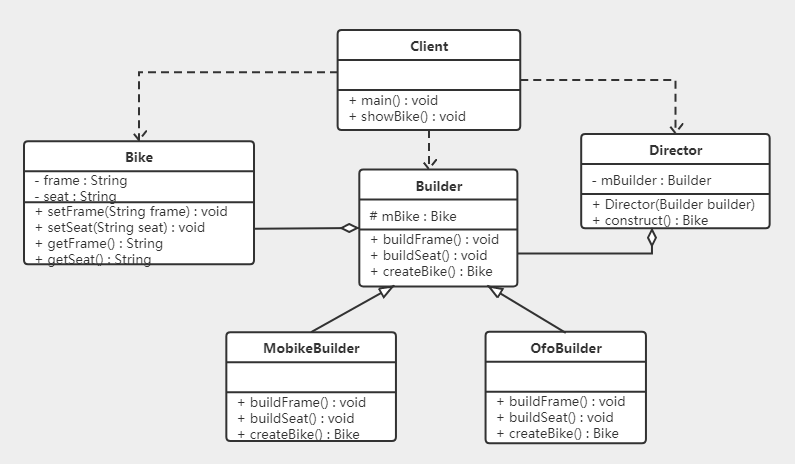 Client
+ main() : void
+ showBike() : void
Bike
- frame : String
- seat : String
+ setFrame(String frame) : void
+ setSeat(String seat) : void
+ getFrame() : String
+ getSeat() : String
Builder
# mBike : Bike
+ buildFrame() : void
+ buildSeat() : void
+ createBike() : Bike
Director
- mBuilder : Builder
+ Director(Builder builder)
+ construct() : Bike
MobikeBuilder
+ buildFrame() : void
+ buildSeat() : void
+ createBike() : Bike
OfoBuilder
+ buildFrame() : void
+ buildSeat() : void
+ createBike() : Bike